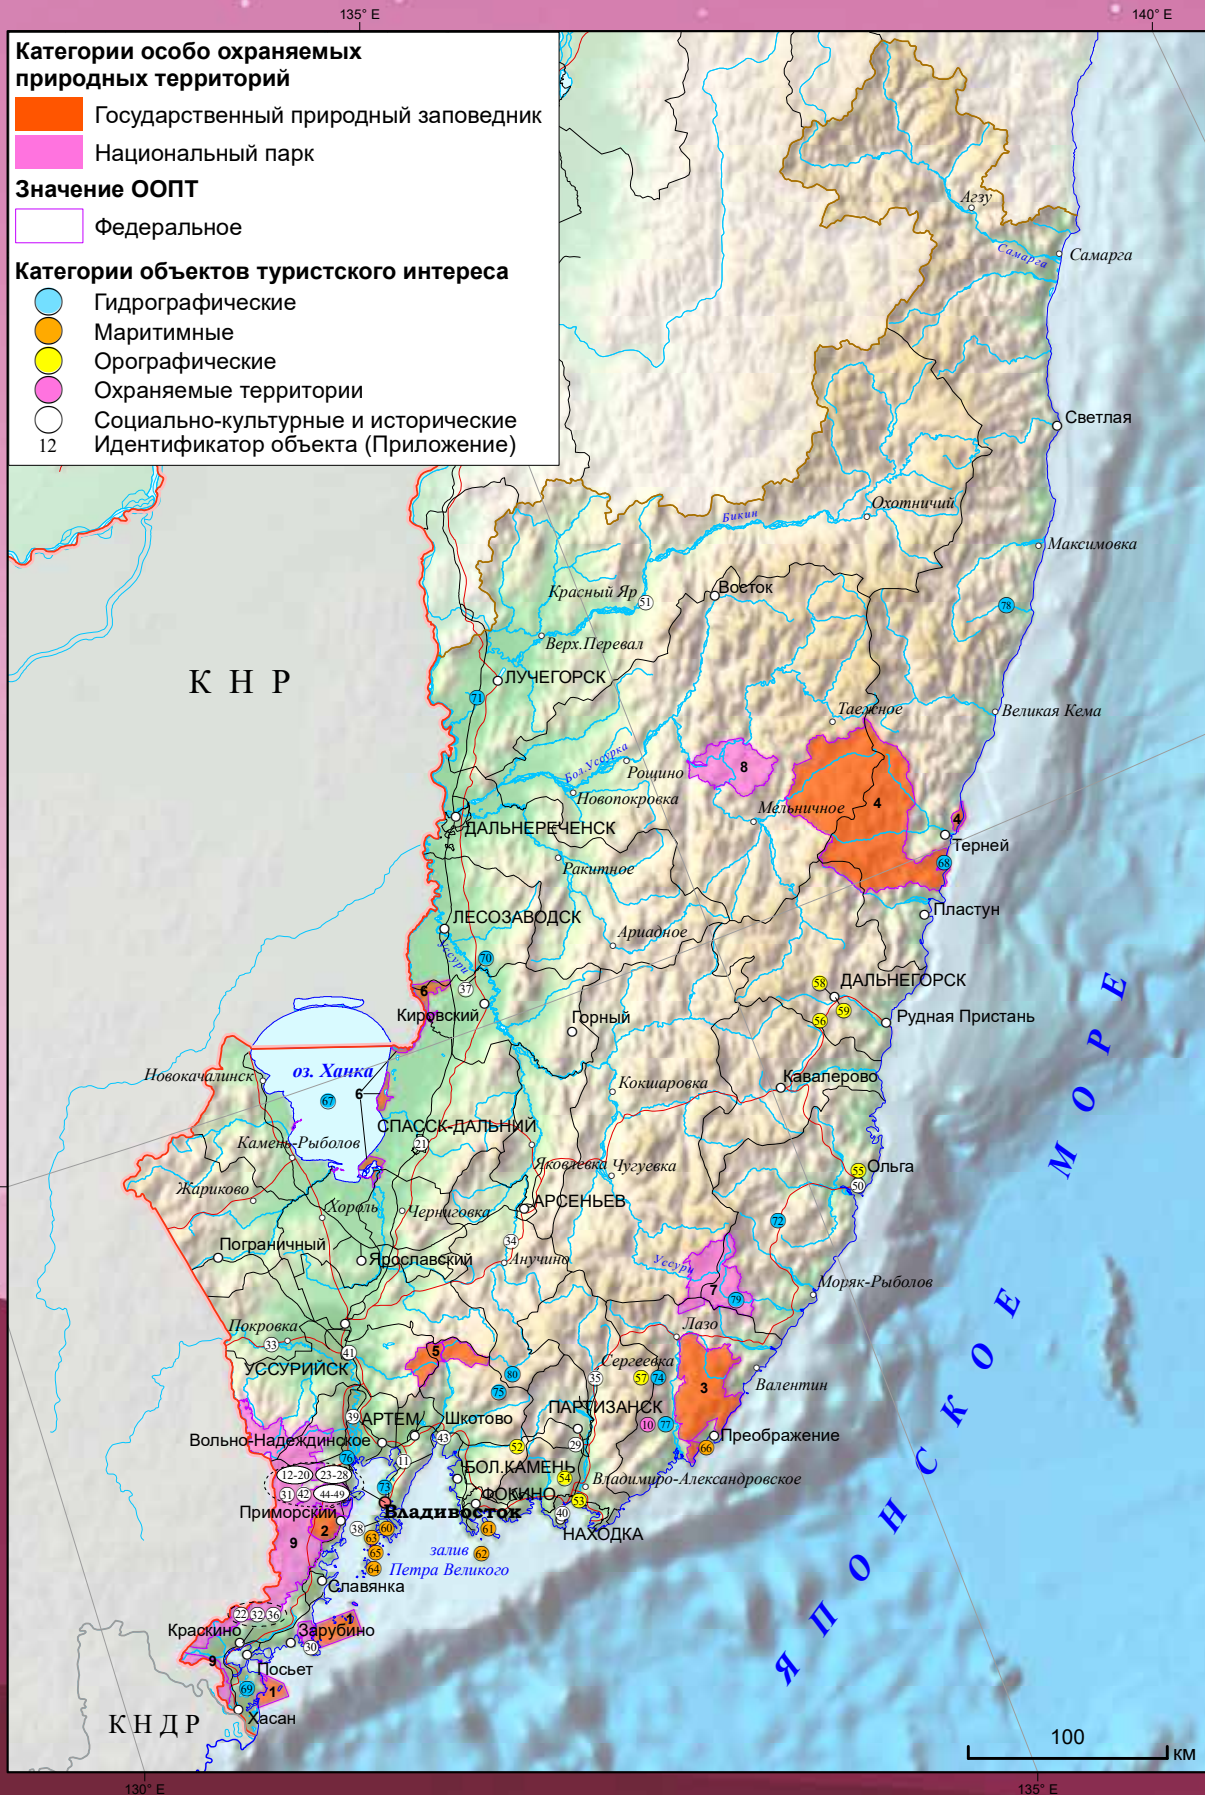 135° E
140° E
Категории особо охраняемых
природных территорий
Государственный природный заповедник
Национальный парк
Значение ООПТ
Федеральное
Категории объектов туристского интереса
Гидрографические
Маритимные
Орографические
Охраняемые территории
Социально-культурные и исторические
12 Идентификатор объекта (Приложение)
Агзу
Самарга
Самарга
Светлая
Охотничий
Бикин
Максимовка
Красный Яр
51
Восток
78
Верх.Перевал
ЛУЧЕГОРСК
КНР
71
Таежное
Великая Кема
Бол.Уссурка
Рощино
8
Новопокровка
Мельничное
4
4
ДАЛЬНЕРЕЧЕНСК
Терней
Ракитное
68
ЛЕСОЗАВОДСК
Пластун
Ариадное
Уссури
70
58
ДАЛЬНЕГОРСК
6
37
59
Кировский
56
Горный
Рудная Пристань
оз. Ханка
Новокачалинск
6
Кокшаровка
Кавалерово
67
СПАССК-ДАЛЬНИЙ
21
Камень-Рыболов
Яковлевка
Чугуевка
55
Ольга
50
Жариково
Хороль
Черниговка
АРСЕНЬЕВ
72
34
Пограничный
Ярославский
Анучино
Уссури
7
79
Моряк-Рыболов
Покровка
33
41
УССУРИЙСК
5
Лазо
Сергеевка
80
75
35
57
74
3
Валентин
39
АРТЕМ
Шкотово
ПАРТИЗАНСК
10
77
Вольно-Надеждинское
43
52
29
Преображение
66
76
11
БОЛ.КАМЕНЬ
12-20
23-28
54
Владимиро-Александровское
31
42
44-49
73
ФОКИНО
53
Владивосток
Приморский
40
2
38
60
61
НАХОДКА
63
9
65
залив
62
64
Петра Великого
Славянка
22
32
36
Краскино
Зарубино
1
30
9
Посьет
69
1
Хасан
КНДР
ЯПОНСКОЕ МОРЕ
100
км
130° E
135° E